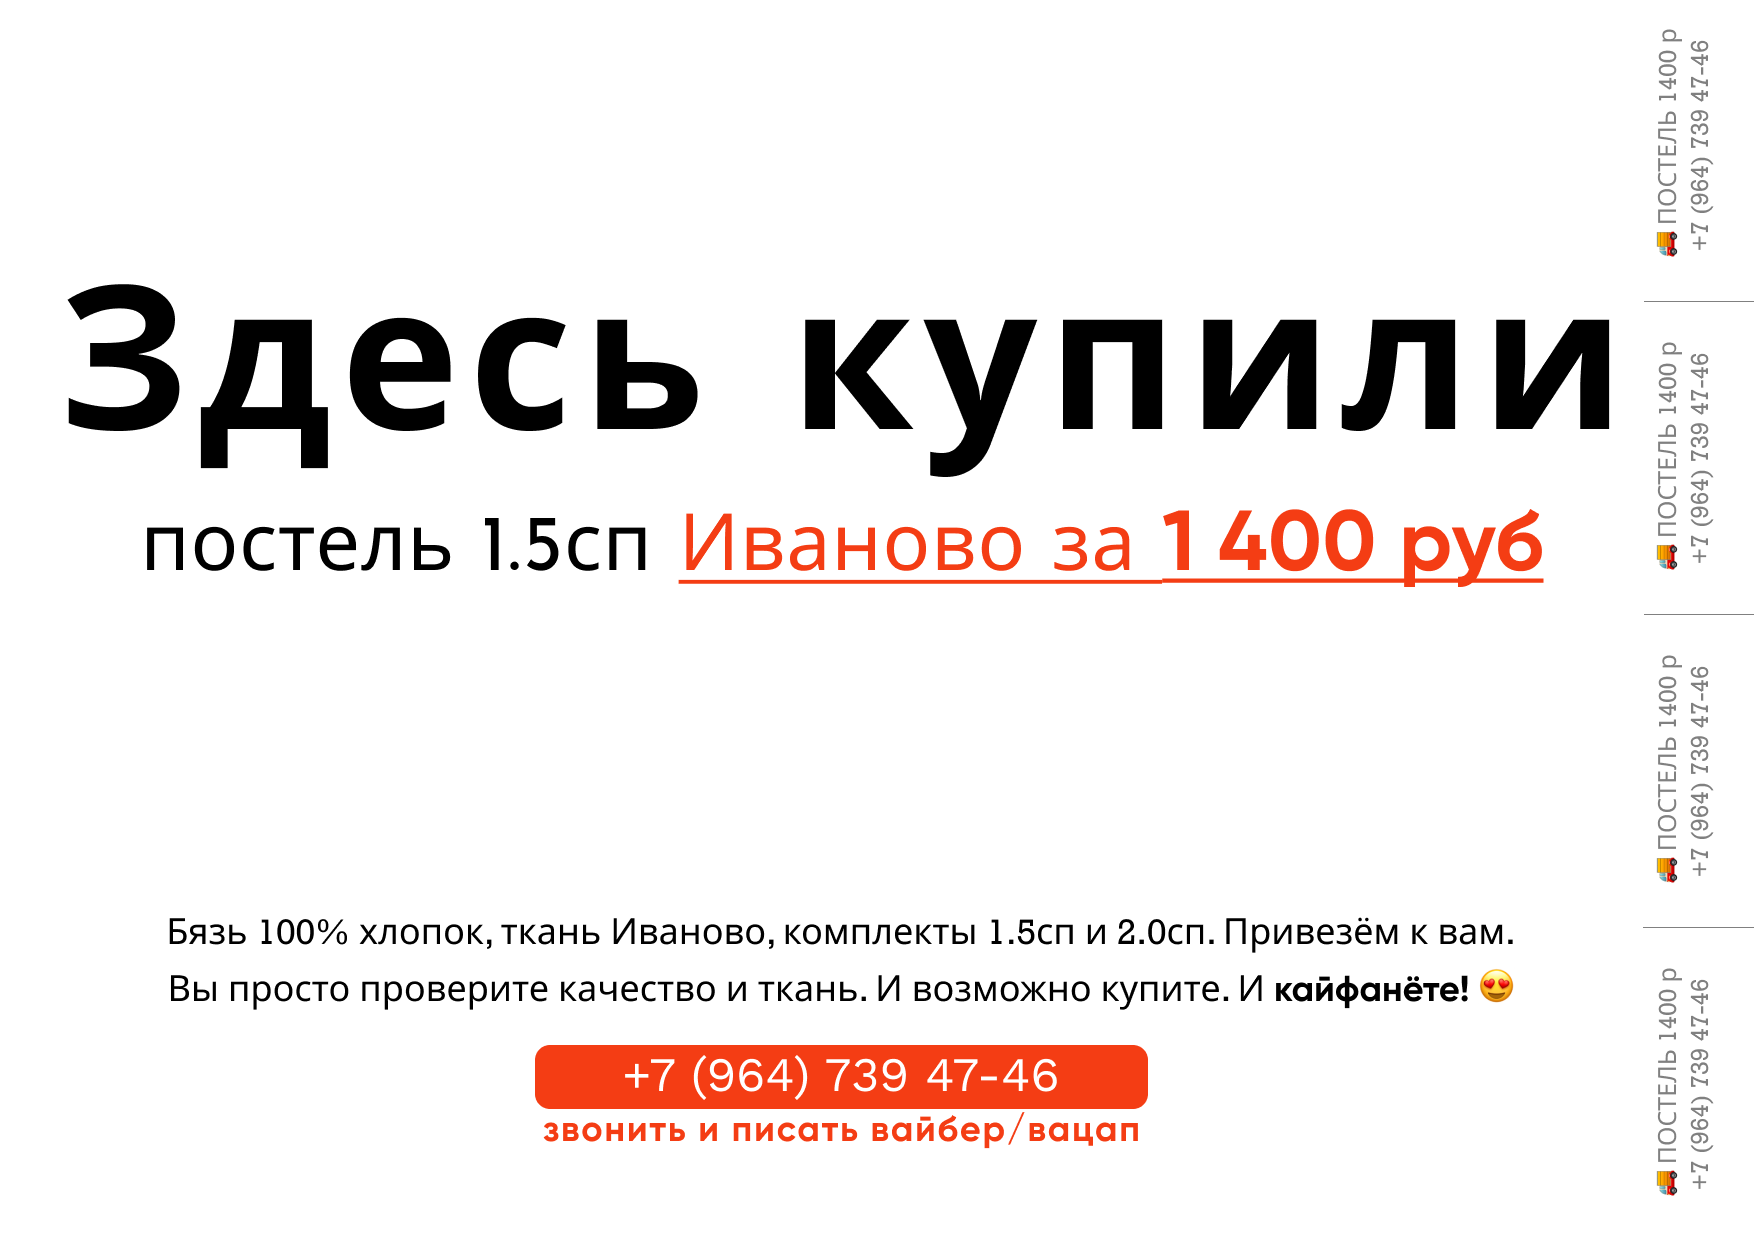 Здесь купили
постель 1.5сп Иваново за 1 400 руб
Бязь 100% хлопок, ткань Иваново, комплекты 1.5сп и 2.0сп. Привезём к вам.
Вы просто проверите качество и ткань. И возможно купите. И кайфанёте! 😍
+7 (964) 739 47-46
звонить и писать вайбер/вацап
🚚 ПОСТЕЛЬ 1400 р
+7 (964) 739 47-46
🚚 ПОСТЕЛЬ 1400 р
+7 (964) 739 47-46
🚚 ПОСТЕЛЬ 1400 р
+7 (964) 739 47-46
🚚 ПОСТЕЛЬ 1400 р
+7 (964) 739 47-46